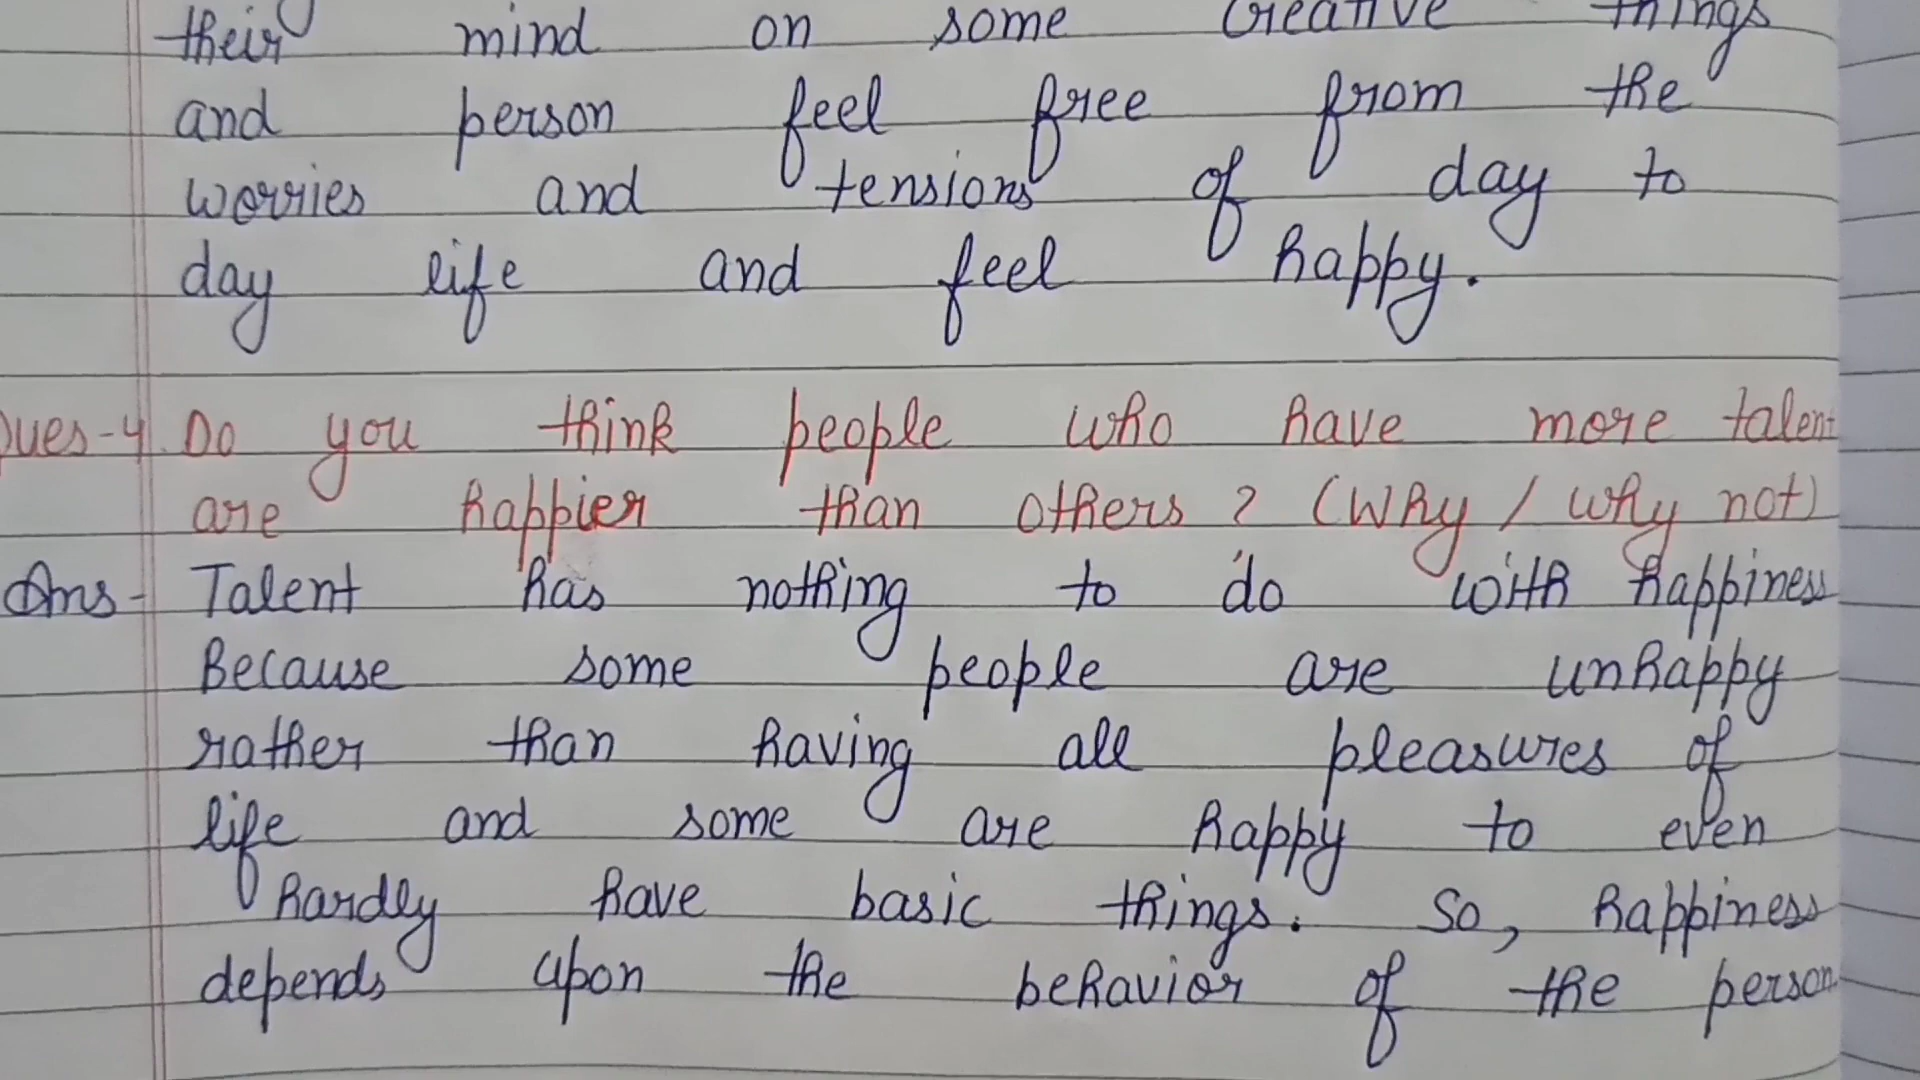 their mind on some creative things
and person feel free from the
worries and tensions of day to
day life and feel happy.
Ques-4. Do you think people who have more talent
are happier than others? (Why / Why not)
Ans- Talent has nothing to do with happiness
Because some people are unhappy
rather than having all pleasures of
life and some are happy to even
hardly have basic things. So, happiness
depends upon the behavior of the person